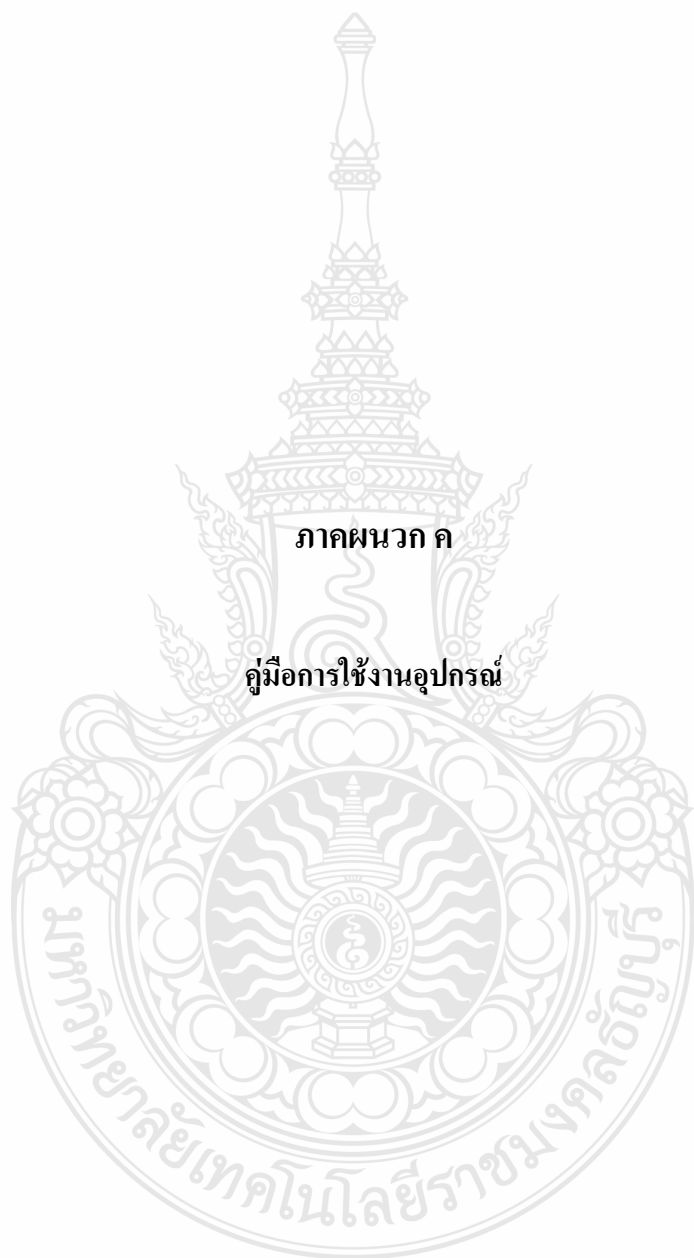 ภาคผนวก ค
คู่มือการใช้งานอุปกรณ์
มหาวิทยาลัยเทคโนโลยีราชมงคลธัญบุรี